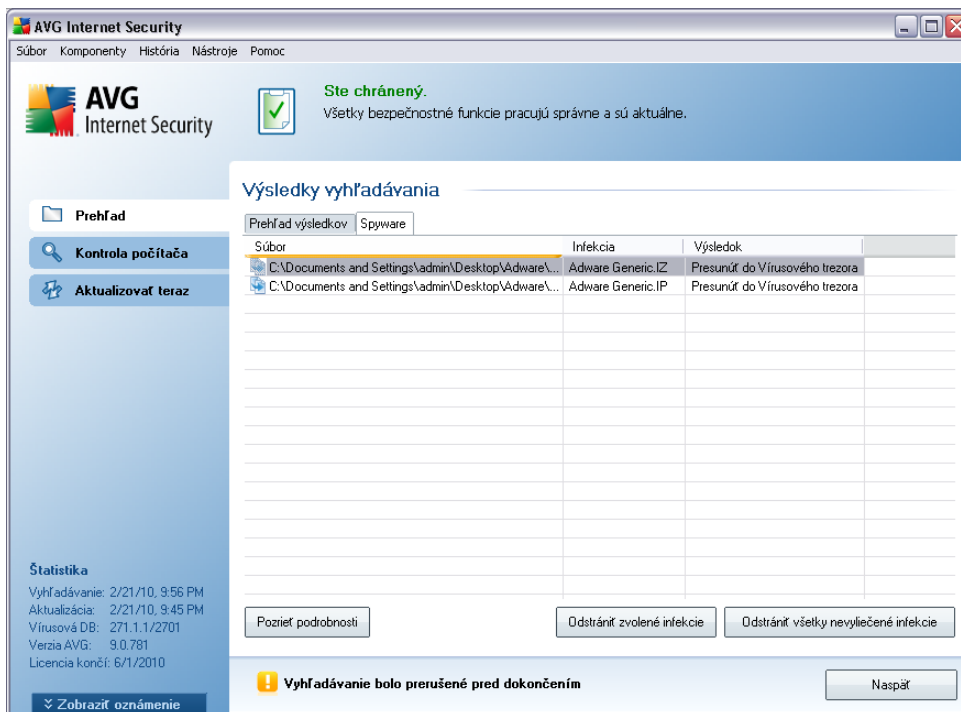 AVG Internet Security
Súbor Komponenty História Nástroje Pomoc
AVG
Internet Security
Ste chránený.
Všetky bezpečnostné funkcie pracujú správne a sú aktuálne.
Prehľad
Kontrola počítača
Aktualizovať teraz
Výsledky vyhľadávania
Prehľad výsledkov Spyware
Súbor Infekcia Výsledok
C:\Documents and Settings\admin\Desktop\Adware\... Adware Generic.IZ Presunúť do Vírusového trezora
C:\Documents and Settings\admin\Desktop\Adware\... Adware Generic.IP Presunúť do Vírusového trezora
Pozrieť podrobnosti Odstrániť zvolené infekcie Odstrániť všetky nevyliečené infekcie
Štatistika
Vyhľadávanie: 2/21/10, 9:56 PM
Aktualizácia: 2/21/10, 9:45 PM
Vírusová DB: 271.1.1/2701
Verzia AVG: 9.0.781
Licencia končí: 6/1/2010
Zobraziť oznámenie
Vyhľadávanie bolo prerušené pred dokončením
Naspäť